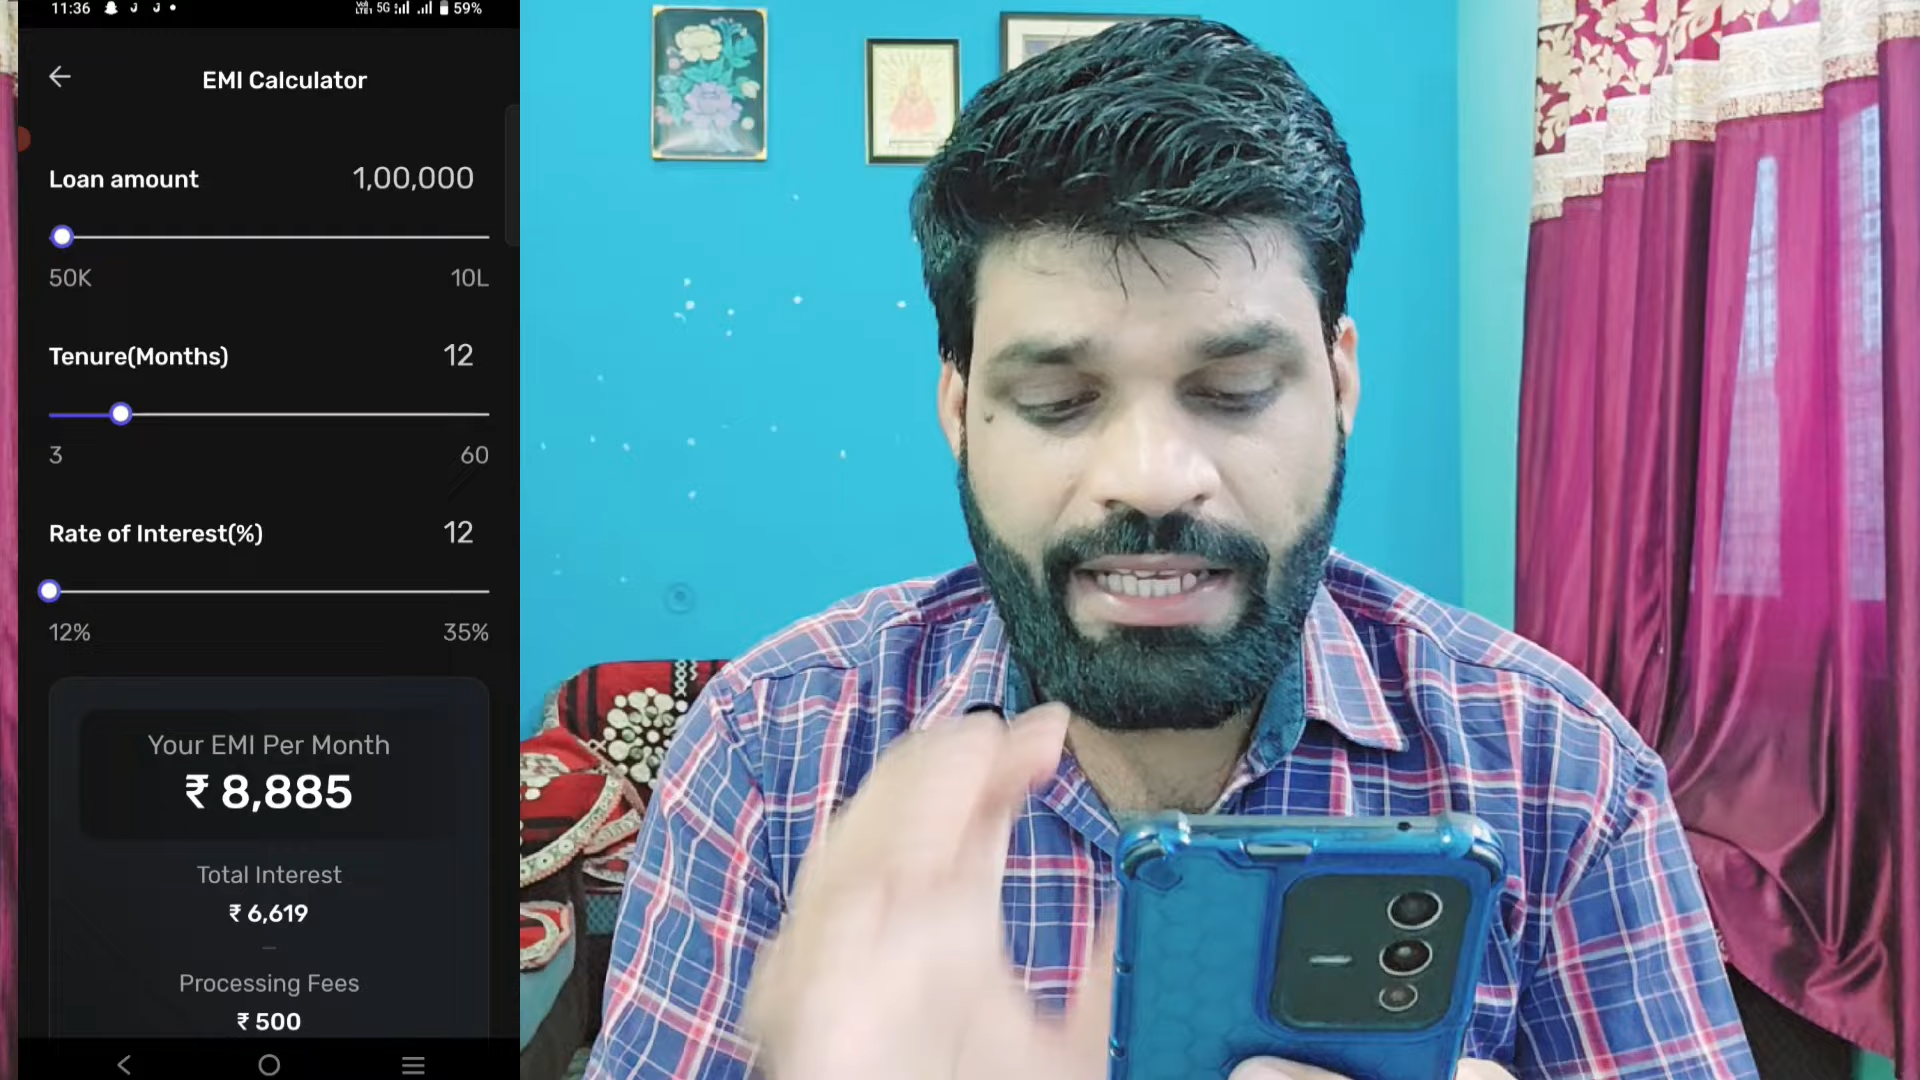 11:36 5G 59%
EMI Calculator
Loan amount 1,00,000
50K 10L
Tenure(Months) 12
3 60
Rate of Interest(%) 12
12% 35%
Your EMI Per Month
₹ 8,885
Total Interest
₹ 6,619
Processing Fees
₹ 500